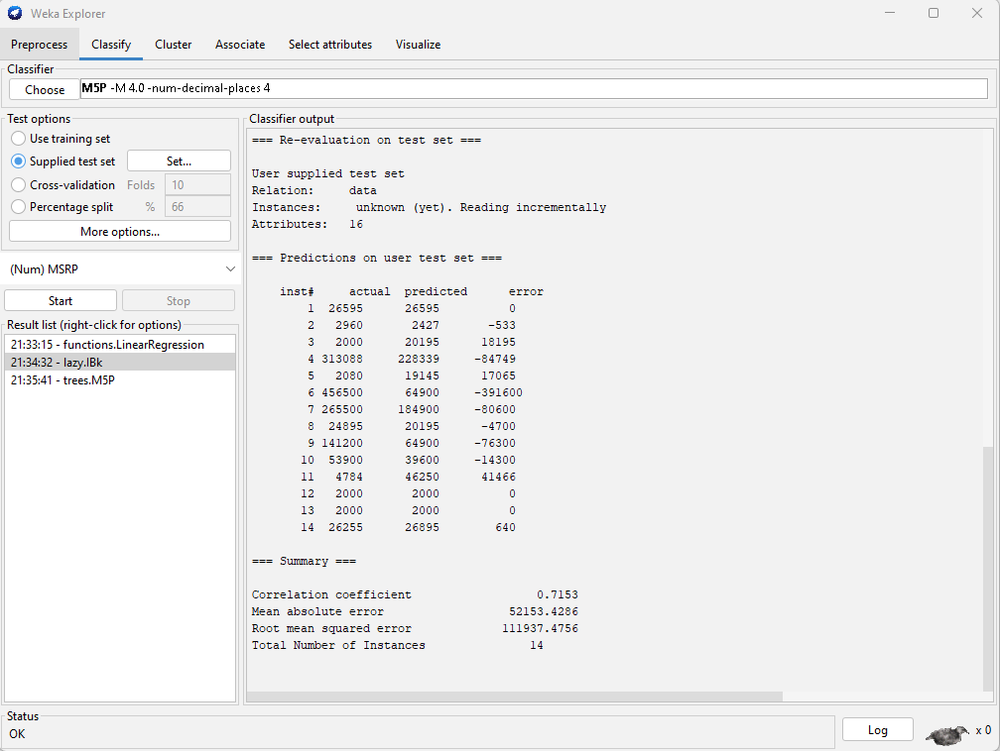 Weka Explorer
Preprocess Classify Cluster Associate Select attributes Visualize
Classifier
Choose M5P -M 4.0 -num-decimal-places 4
Test options
Use training set
Supplied test set Set...
Cross-validation Folds 10
Percentage split % 66
More options...
(Num) MSRP
Start Stop
Result list (right-click for options)
21:33:15 - functions.LinearRegression
21:34:32 - lazy.IBk
21:35:41 - trees.M5P
Classifier output
=== Re-evaluation on test set ===
User supplied test set
Relation: data
Instances: unknown (yet). Reading incrementally
Attributes: 16
=== Predictions on user test set ===
inst# actual predicted error
1 26595 26595 0
2 2960 2427 -533
3 2000 20195 18195
4 313088 228339 -84749
5 2080 19145 17065
6 456500 64900 -391600
7 265500 184900 -80600
8 24895 20195 -4700
9 141200 64900 -76300
10 53900 39600 -14300
11 4784 46250 41466
12 2000 2000 0
13 2000 2000 0
14 26255 26895 640
=== Summary ===
Correlation coefficient 0.7153
Mean absolute error 52153.4286
Root mean squared error 111937.4756
Total Number of Instances 14
Status
OK
Log x 0